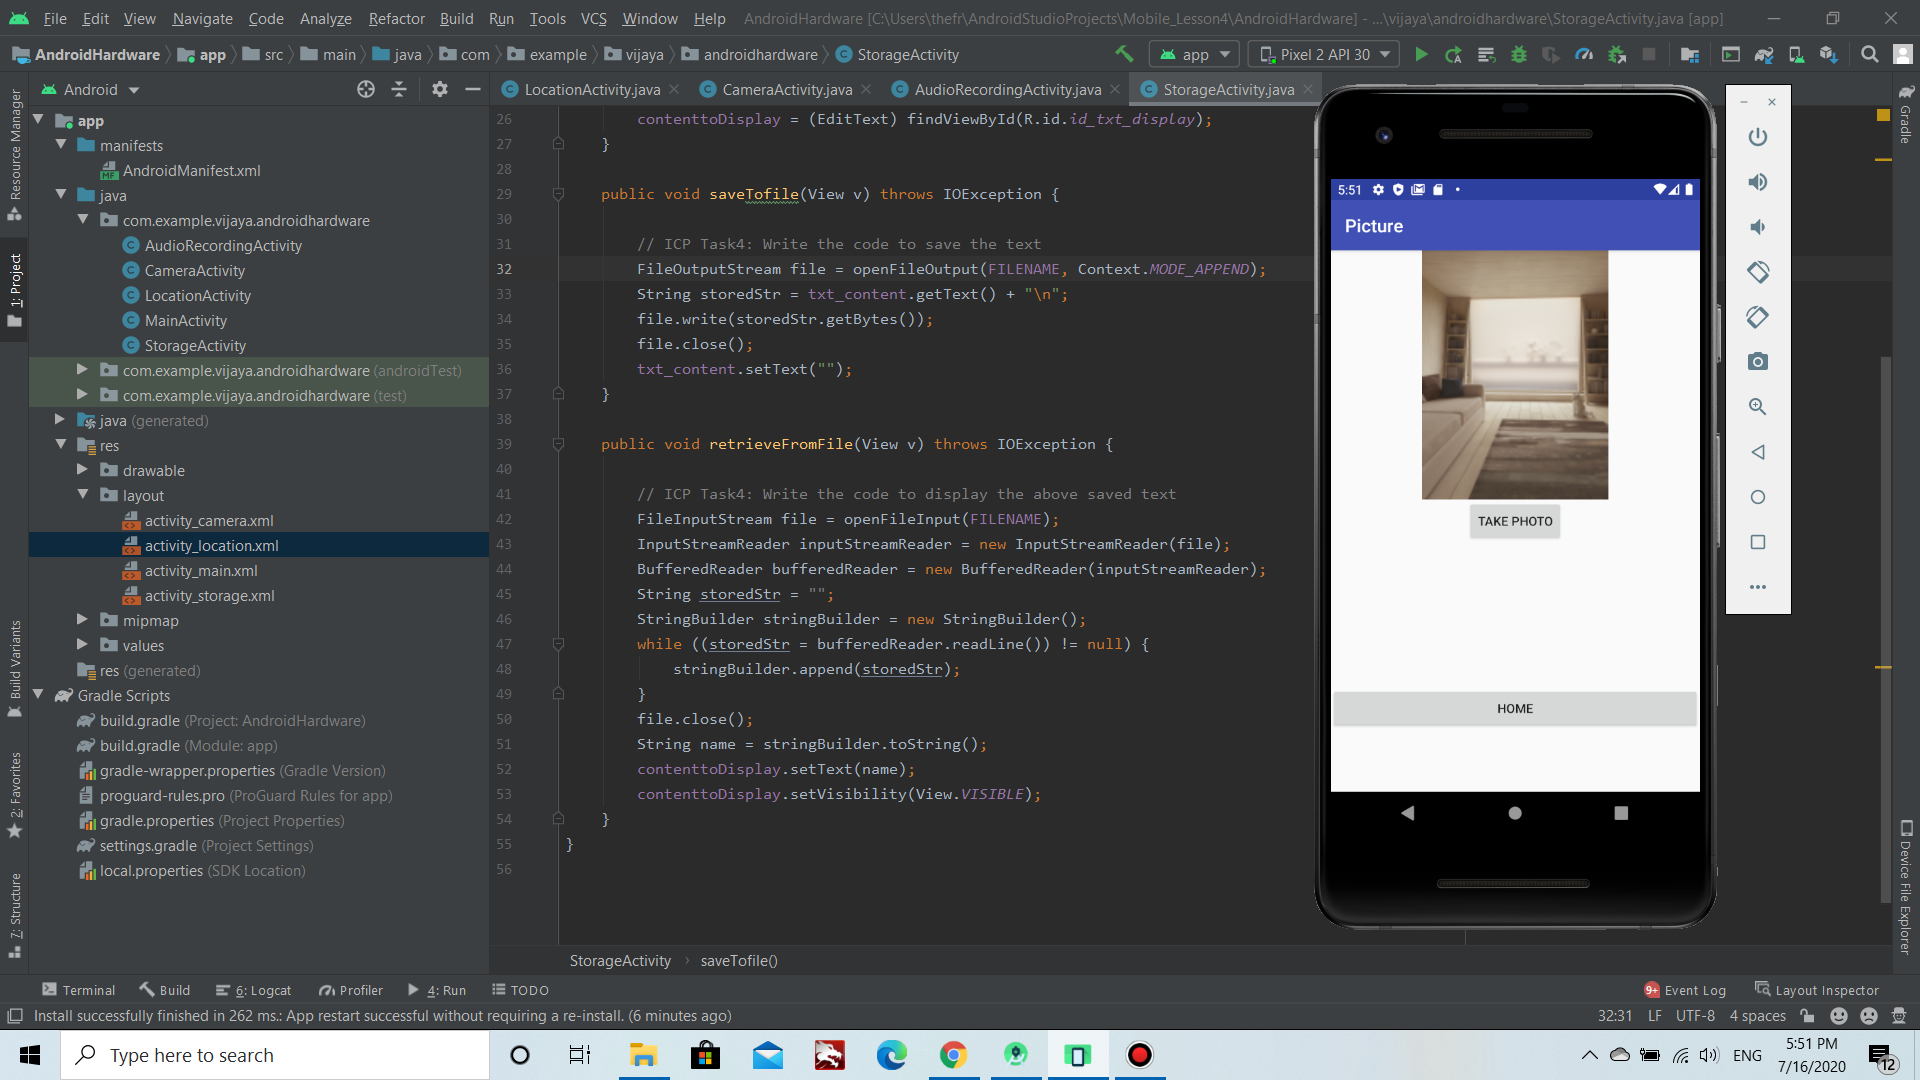 File Edit View Navigate Code Analyze Refactor Build Run Tools VCS Window Help AndroidHardware [C:\Users\thefr\AndroidStudioProjects\Mobile_Lesson4\AndroidHardware] - ...\vijaya\androidhardware\StorageActivity.java [app]
AndroidHardware app src main java com example vijaya androidhardware StorageActivity app Pixel 2 API 30
Android
LocationActivity.java CameraActivity.java AudioRecordingActivity.java StorageActivity.java
Resource Manager
1: Project
Build Variants
2: Favorites
7: Structure
app
manifests
AndroidManifest.xml
java
com.example.vijaya.androidhardware
AudioRecordingActivity
CameraActivity
LocationActivity
MainActivity
StorageActivity
com.example.vijaya.androidhardware (androidTest)
com.example.vijaya.androidhardware (test)
java (generated)
res
drawable
layout
activity_camera.xml
activity_location.xml
activity_main.xml
activity_storage.xml
mipmap
values
res (generated)
Gradle Scripts
build.gradle (Project: AndroidHardware)
build.gradle (Module: app)
gradle-wrapper.properties (Gradle Version)
proguard-rules.pro (ProGuard Rules for app)
gradle.properties (Project Properties)
settings.gradle (Project Settings)
local.properties (SDK Location)
26 contenttoDisplay = (EditText) findViewById(R.id.id_txt_display);
27 }
28
29 public void saveTofile(View v) throws IOException {
30
31 // ICP Task4: Write the code to save the text
32 FileOutputStream file = openFileOutput(FILENAME, Context.MODE_APPEND);
33 String storedStr = txt_content.getText() + "\n";
34 file.write(storedStr.getBytes());
35 file.close();
36 txt_content.setText("");
37 }
38
39 public void retrieveFromFile(View v) throws IOException {
40
41 // ICP Task4: Write the code to display the above saved text
42 FileInputStream file = openFileInput(FILENAME);
43 InputStreamReader inputStreamReader = new InputStreamReader(file);
44 BufferedReader bufferedReader = new BufferedReader(inputStreamReader);
45 String storedStr = "";
46 StringBuilder stringBuilder = new StringBuilder();
47 while ((storedStr = bufferedReader.readLine()) != null) {
48 stringBuilder.append(storedStr);
49 }
50 file.close();
51 String name = stringBuilder.toString();
52 contenttoDisplay.setText(name);
53 contenttoDisplay.setVisibility(View.VISIBLE);
54 }
55 }
56
StorageActivity saveTofile()
5:51
Picture
TAKE PHOTO
HOME
Gradle
Device File Explorer
Terminal Build 6: Logcat Profiler 4: Run TODO 9+ Event Log Layout Inspector
Install successfully finished in 262 ms.: App restart successful without requiring a re-install. (6 minutes ago) 32:31 LF UTF-8 4 spaces
Type here to search
ENG
5:51 PM
7/16/2020
12